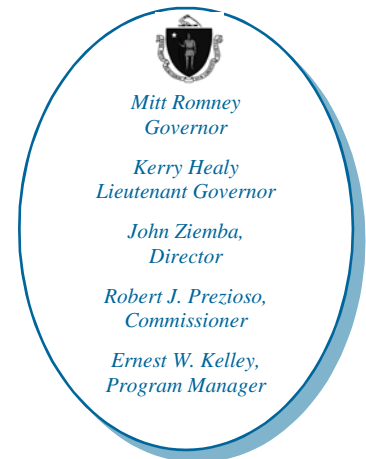 Mitt Romney
Governor
Kerry Healy
Lieutenant Governor
John Ziemba,
Director
Robert J. Prezioso,
Commissioner
Ernest W. Kelley,
Program Manager